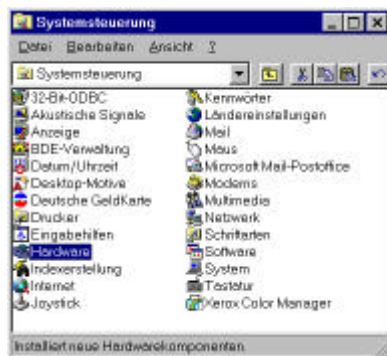 Systemsteuerung
Datei Bearbeiten Ansicht ?
Systemsteuerung
32-Bit-ODBC
Akustische Signale
Anzeige
BDE-Verwaltung
Datum/Uhrzeit
Desktop-Motive
Deutsche GeldKarte
Drucker
Eingabehilfen
Hardware
Indexerstellung
Internet
Joystick
Kennwörter
Ländereinstellungen
Mail
Maus
Microsoft Mail-Postoffice
Modems
Multimedia
Netzwerk
Schriftarten
Software
System
Tastatur
Xerox Color Manager
Installiert neue Hardwarekomponenten.